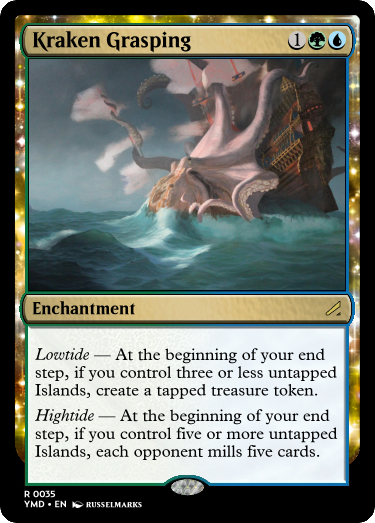 Kraken Grasping 1
Enchantment
Lowtide — At the beginning of your end
step, if you control three or less untapped
Islands, create a tapped treasure token.
Hightide — At the beginning of your end
step, if you control five or more untapped
Islands, each opponent mills five cards.
R 0035
YMD • EN RUSSELMARKS